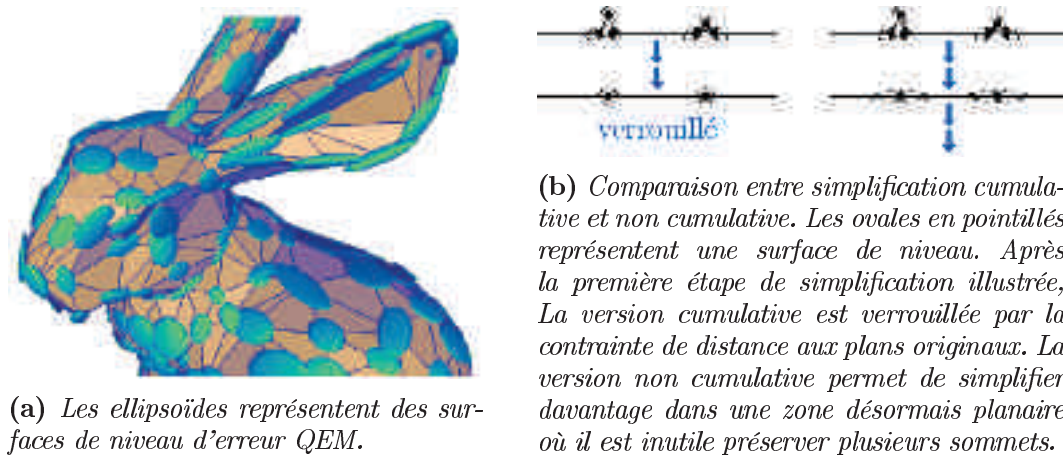 verrouillé
(b) Comparaison entre simplification cumula-
tive et non cumulative. Les ovales en pointillés
représentent une surface de niveau. Après
la première étape de simplification illustrée,
La version cumulative est verrouillée par la
contrainte de distance aux plans originaux. La
version non cumulative permet de simplifier
davantage dans une zone désormais planaire
où il est inutile préserver plusieurs sommets.
(a) Les ellipsoïdes représentent des sur-
faces de niveau d'erreur QEM.